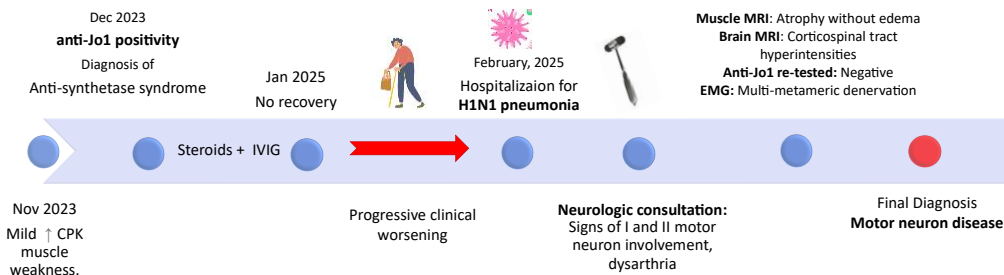 Dec 2023
anti-Jo1 positivity
Diagnosis of
Anti-synthetase syndrome
Nov 2023
Mild ↑ CPK
muscle
weakness.
Steroids + IVIG
Jan 2025
No recovery
Progressive clinical
worsening
February, 2025
Hospitalizaion for
H1N1 pneumonia
Neurologic consultation:
Signs of I and II motor
neuron involvement,
dysarthria
Muscle MRI: Atrophy without edema
Brain MRI: Corticospinal tract
hyperintensities
Anti-Jo1 re-tested: Negative
EMG: Multi-metameric denervation
Final Diagnosis
Motor neuron disease